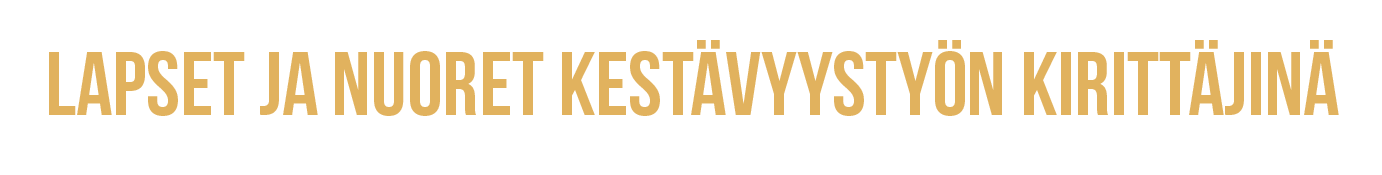 LAPSET JA NUORET KESTÄVYYSTYÖN KIRITTÄJINÄ